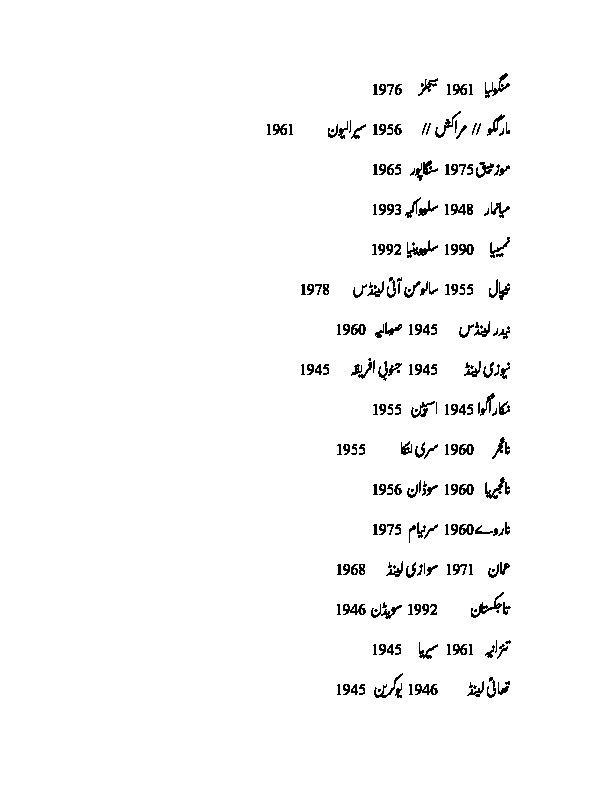 منگولیا 1961 سیچلز 1976
مارگلو // مراکش // 1956 سیرالیون 1961
موزمبیق 1975 سنگاپور 1965
میانمار 1948 سلوواکیہ 1993
نمیبیا 1990 سلووینیا 1992
نیپال 1955 سالومن آئی لینڈس 1978
نیدر لینڈس 1945 صومالیہ 1960
نیوزی لینڈ 1945 جنوبی افریقہ 1945
نکاراگوا 1945 اسپین 1955
نائجر 1960 سری لنکا 1955
نائجیریا 1960 سوڈان 1956
ناروے 1960 سرنیام 1975
عمان 1971 سوازی لینڈ 1968
تاجکستان 1992 سویڈن 1946
تنزانیہ 1961 سیریا 1945
تھائی لینڈ 1946 یوکرین 1945